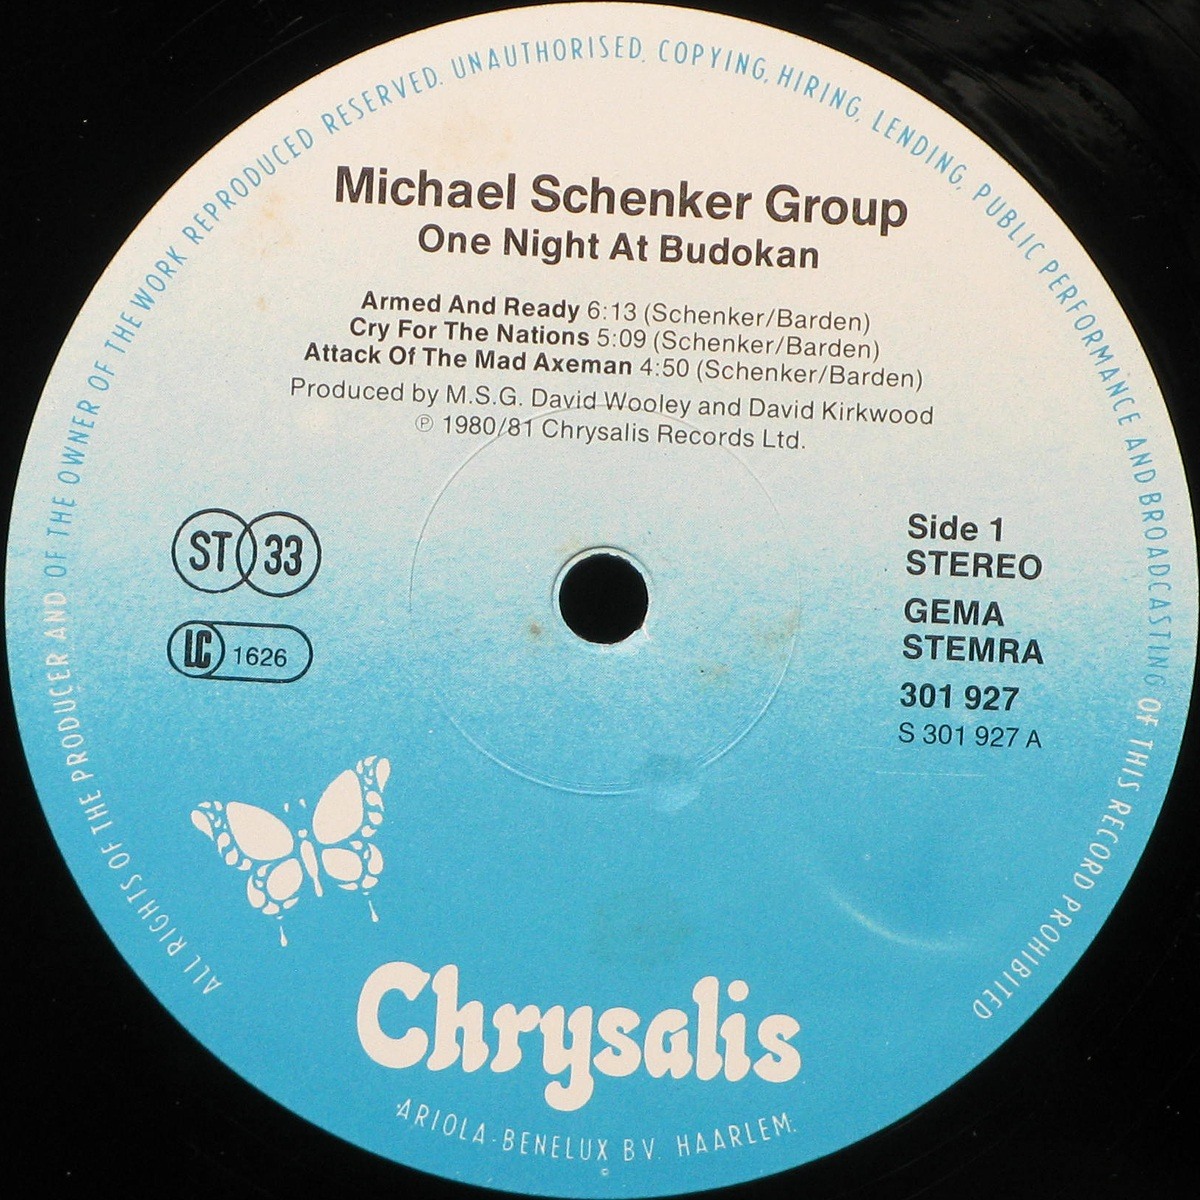 ALL RIGHTS OF THE PRODUCER AND OF THE OWNER OF THE WORK REPRODUCED RESERVED. UNAUTHORISED. COPYING, HIRING, LENDING, PUBLIC PERFORMANCE AND BROADCASTING OF THIS RECORD PROHIBITED
Michael Schenker Group
One Night At Budokan
Armed And Ready 6:13 (Schenker/Barden)
Cry For The Nations 5:09 (Schenker/Barden)
Attack Of The Mad Axeman 4:50 (Schenker/Barden)
Produced by M.S.G. David Wooley and David Kirkwood
℗ 1980/81 Chrysalis Records Ltd.
ST 33
LC 1626
Side 1
STEREO
GEMA
STEMRA
301 927
S 301 927 A
Chrysalis
ARIOLA-BENELUX BV. HAARLEM.